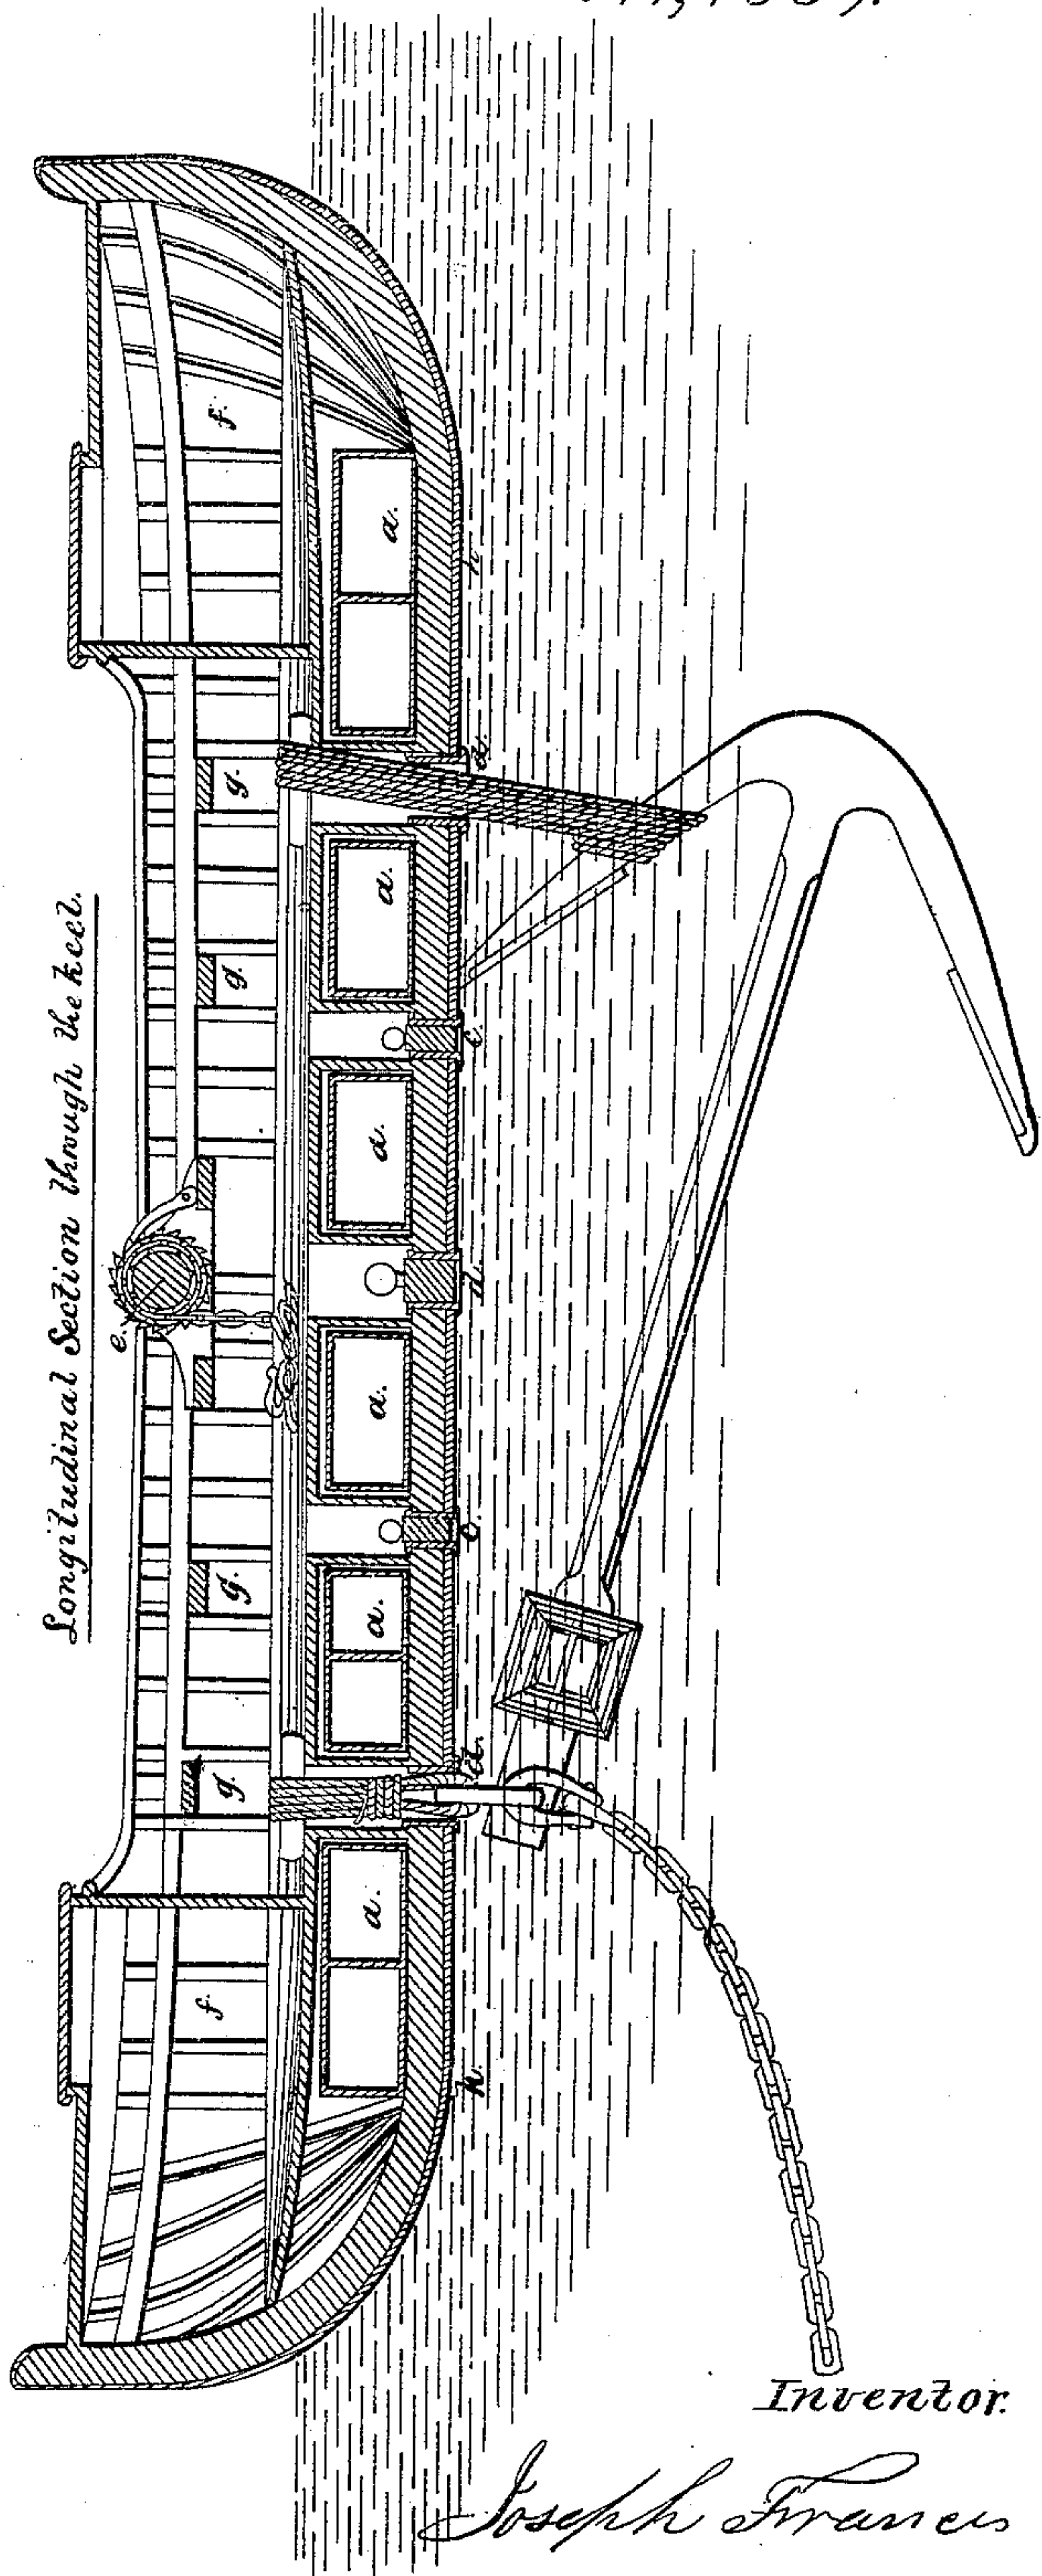 Longitudinal Section through the keel.
e.
f. g. g. g. g. f.
a. a. a. a. a. a.
h. d. d. c. d.
Inventor.
Joseph Francis